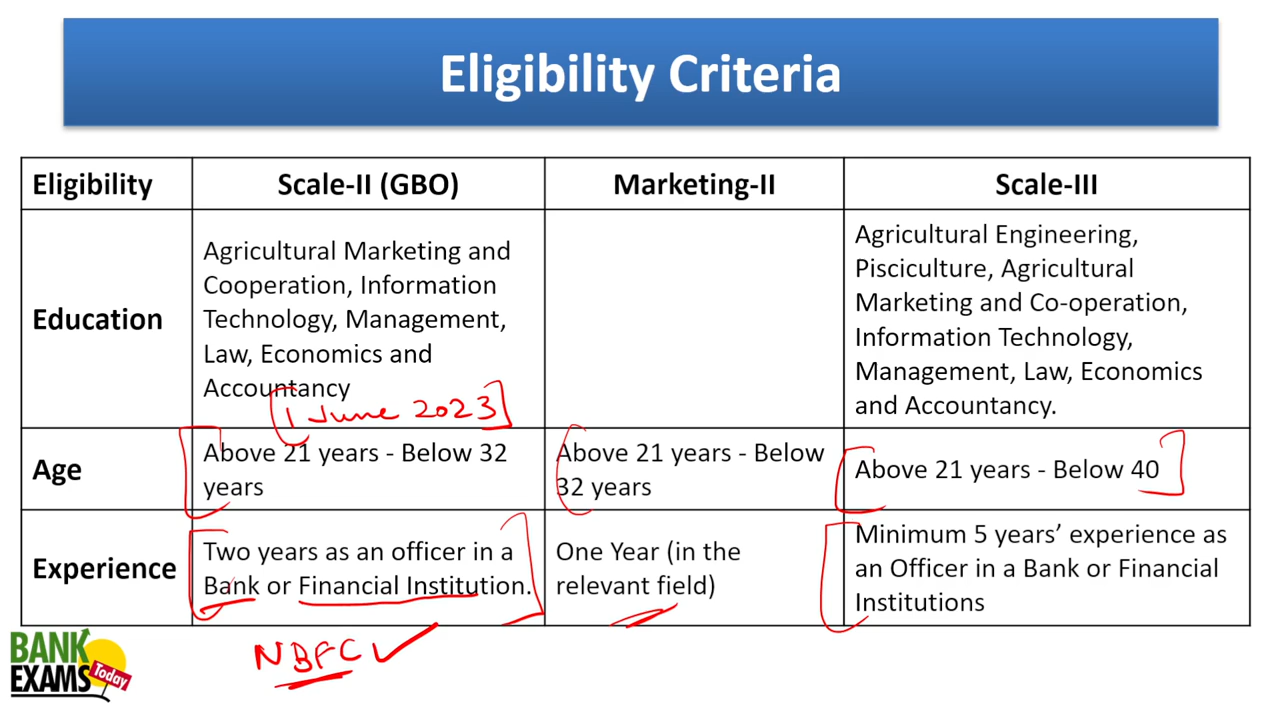 Eligibility Criteria
Eligibility
Scale-II (GBO)
Marketing-II
Scale-III
Education
Agricultural Marketing and
Cooperation, Information
Technology, Management,
Law, Economics and
Accountancy
1 June 2023
Agricultural Engineering,
Pisciculture, Agricultural
Marketing and Co-operation,
Information Technology,
Management, Law, Economics
and Accountancy.
Age
Above 21 years - Below 32
years
Above 21 years - Below
32 years
Above 21 years - Below 40
Experience
Two years as an officer in a
Bank or Financial Institution.
One Year (in the
relevant field)
Minimum 5 years’ experience as
an Officer in a Bank or Financial
Institutions
NBFC
BANK
EXAMS
Today